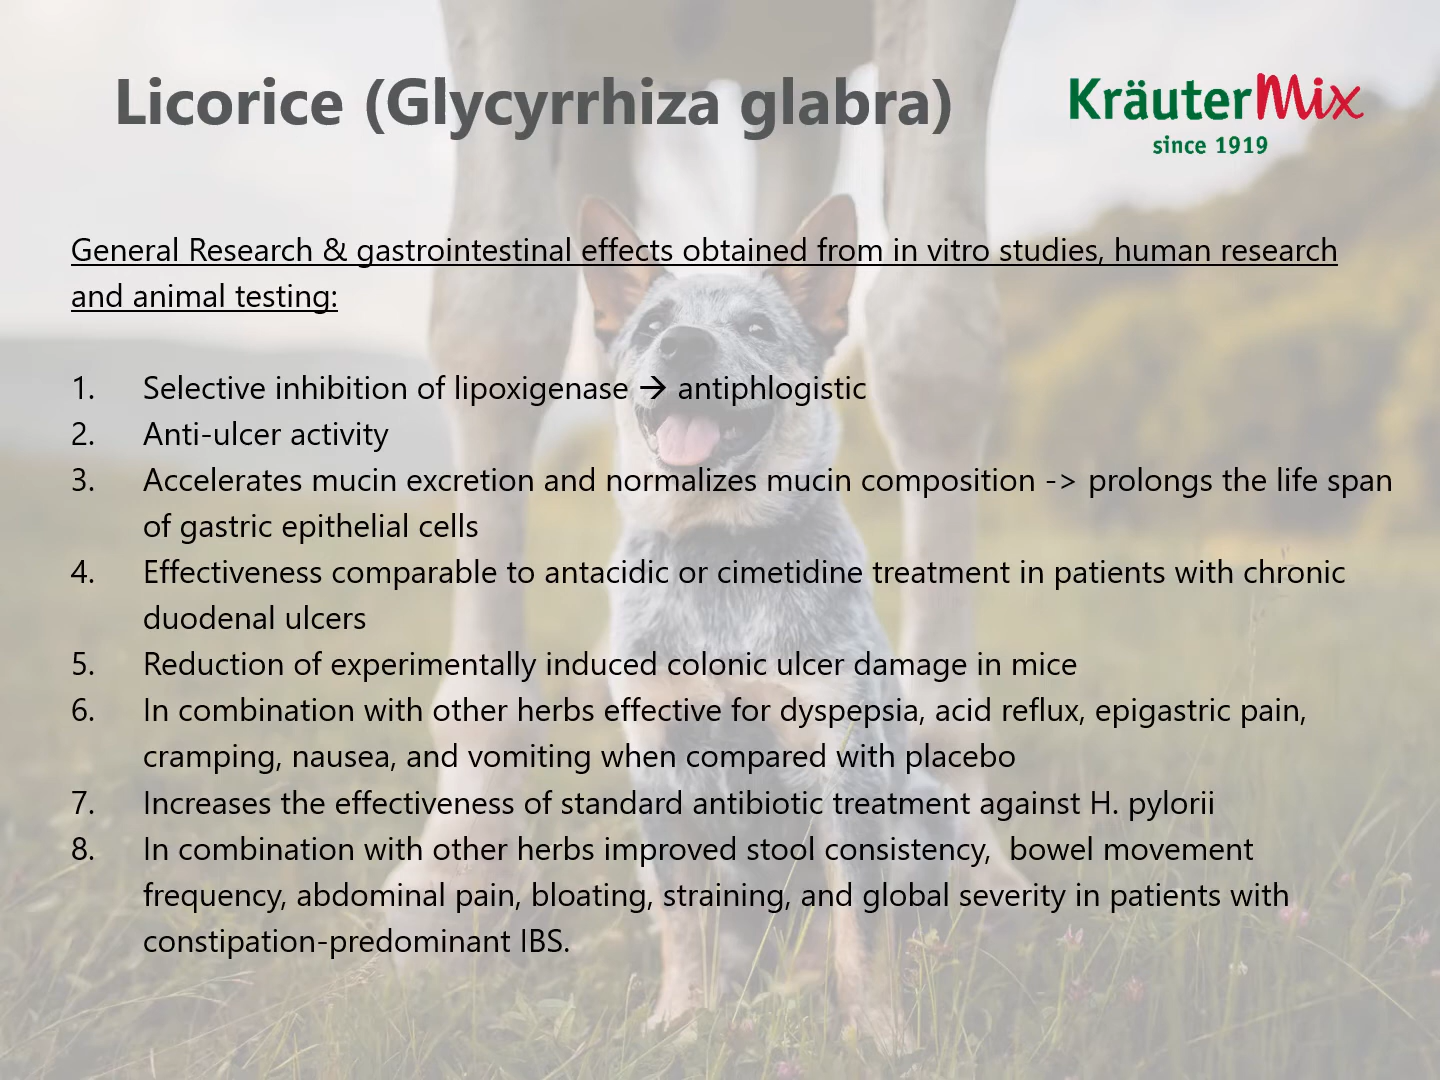 Licorice (Glycyrrhiza glabra)
KräuterMix
since 1919
General Research & gastrointestinal effects obtained from in vitro studies, human research
and animal testing:
1. Selective inhibition of lipoxigenase → antiphlogistic
2. Anti-ulcer activity
3. Accelerates mucin excretion and normalizes mucin composition -> prolongs the life span
of gastric epithelial cells
4. Effectiveness comparable to antacidic or cimetidine treatment in patients with chronic
duodenal ulcers
5. Reduction of experimentally induced colonic ulcer damage in mice
6. In combination with other herbs effective for dyspepsia, acid reflux, epigastric pain,
cramping, nausea, and vomiting when compared with placebo
7. Increases the effectiveness of standard antibiotic treatment against H. pylorii
8. In combination with other herbs improved stool consistency,  bowel movement
frequency, abdominal pain, bloating, straining, and global severity in patients with
constipation-predominant IBS.